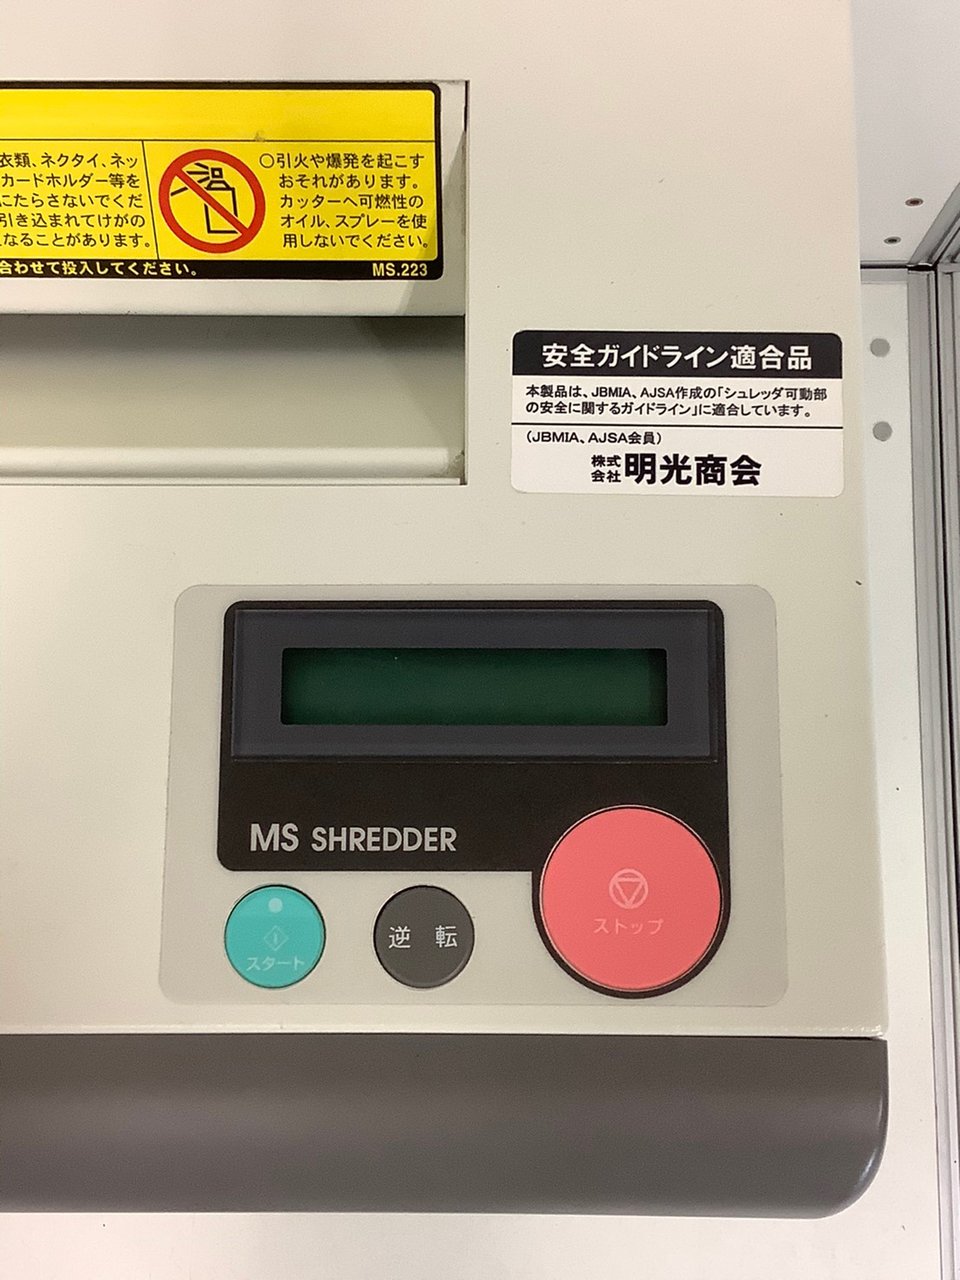 衣類、ネクタイ、ネッ
カードホルダー等を
にたらさないでくだ
引き込まれてけがの
なることがあります。
○引火や爆発を起こす
おそれがあります。
カッターへ可燃性の
オイル、スプレーを使
用しないでください。
合わせて投入してください。
MS.223
安全ガイドライン適合品
本製品は、JBMIA、AJSA作成の「シュレッダ可動部
の安全に関するガイドライン」に適合しています。
（JBMIA、AJSA会員）
株式会社 明光商会
MS SHREDDER
スタート
逆転
ストップ